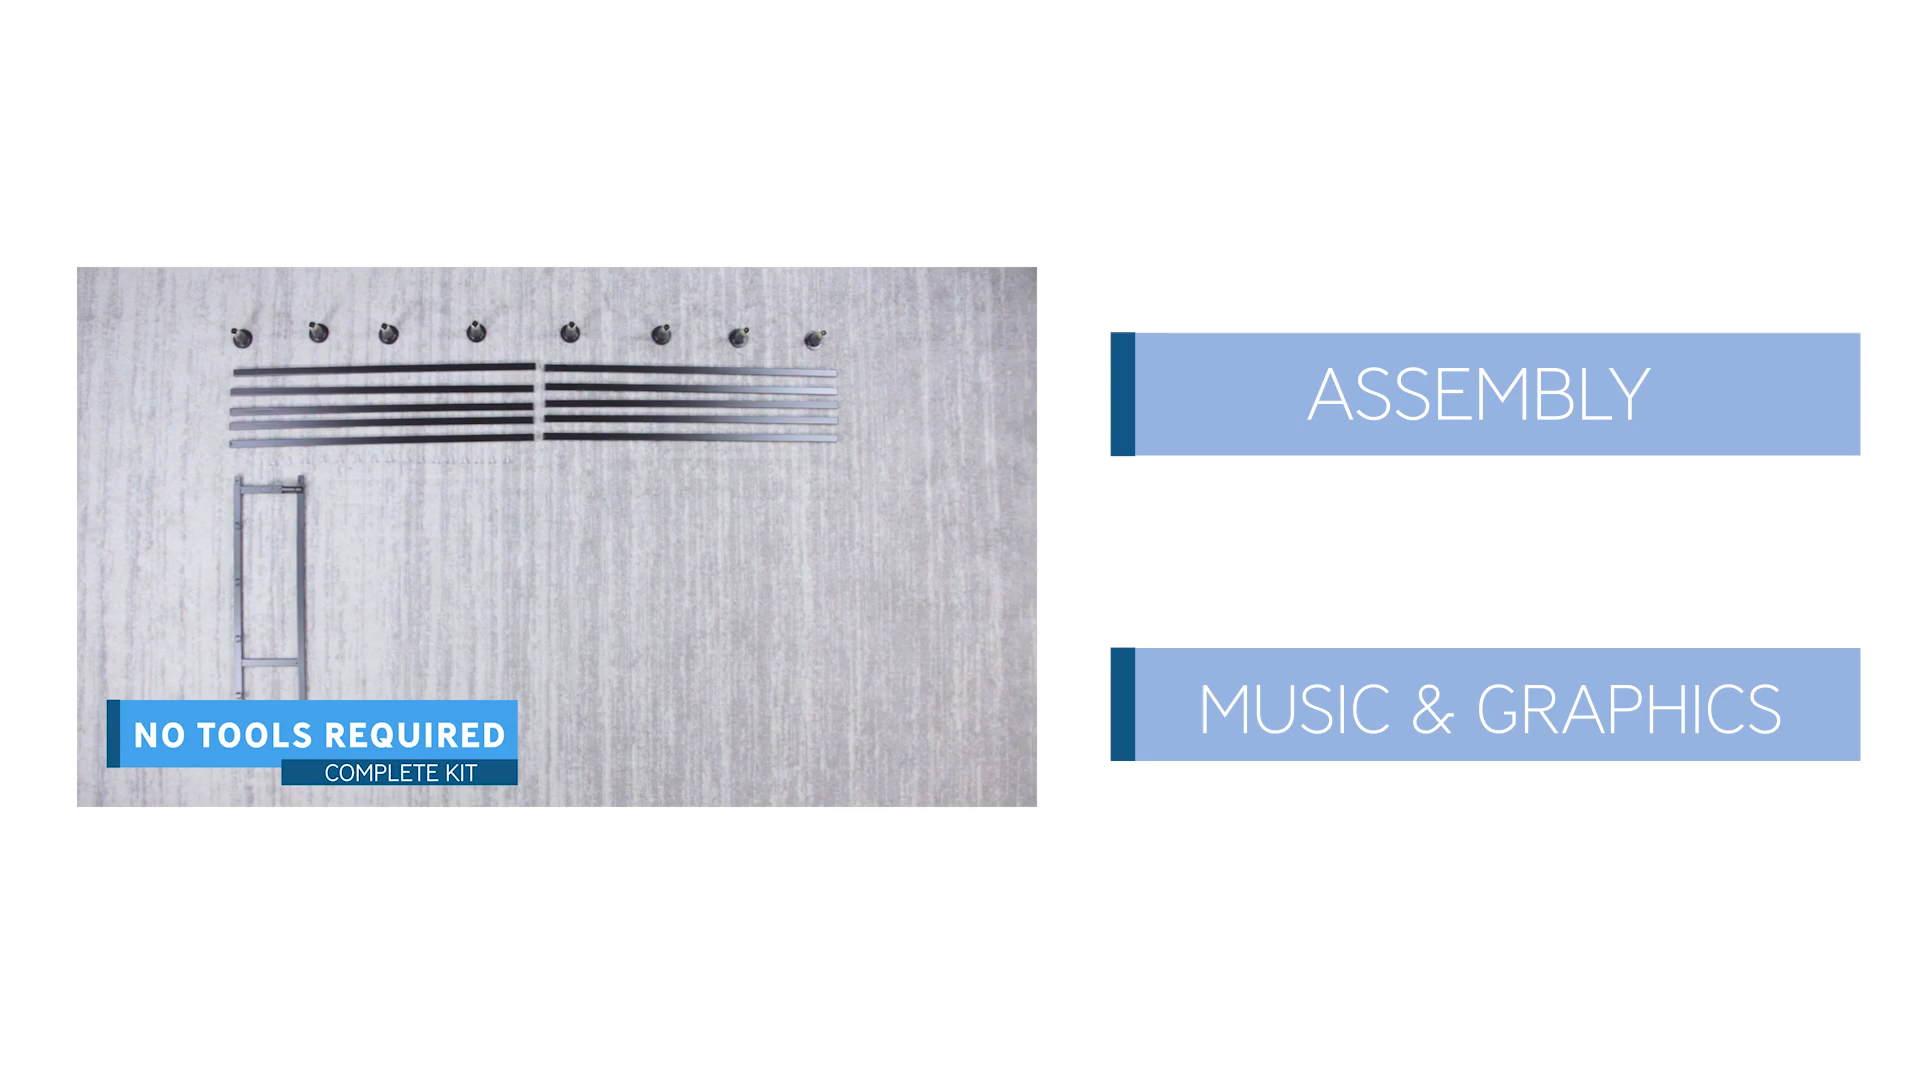 NO TOOLS REQUIRED
COMPLETE KIT
ASSEMBLY
MUSIC & GRAPHICS